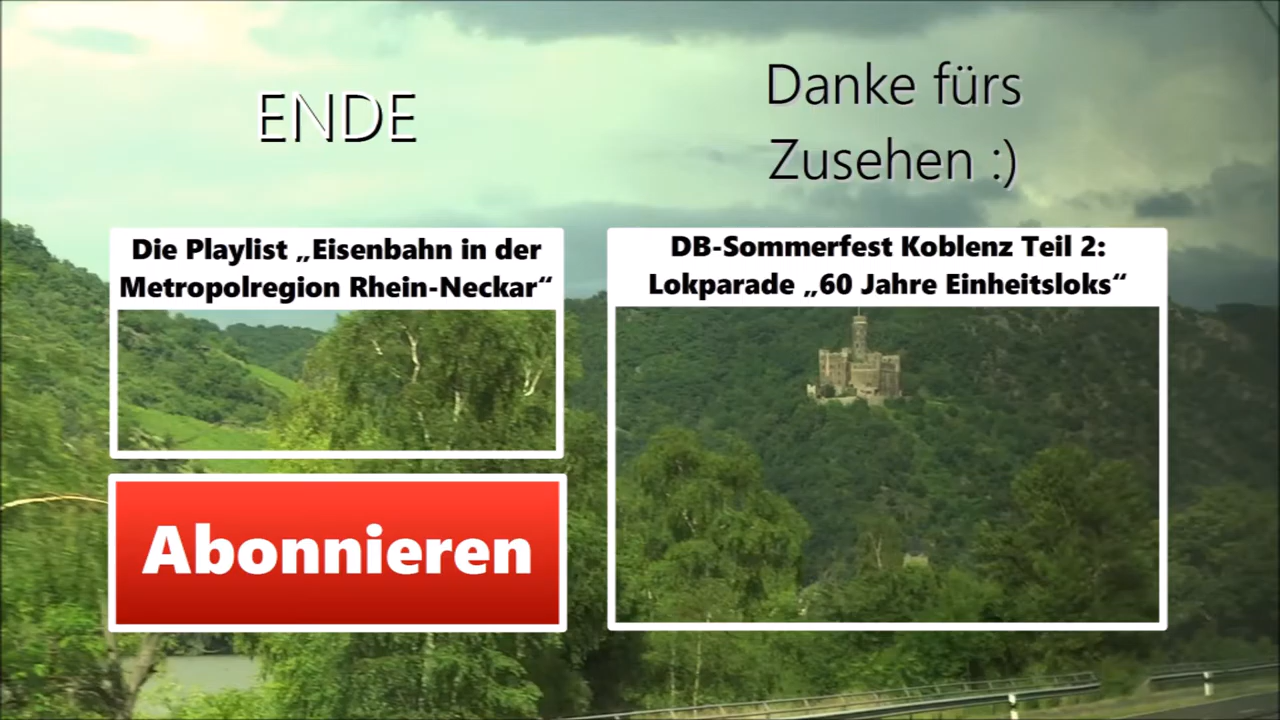 ENDE
Danke fürs
Zusehen :)
Die Playlist „Eisenbahn in der
Metropolregion Rhein-Neckar“
DB-Sommerfest Koblenz Teil 2:
Lokparade „60 Jahre Einheitsloks“
Abonnieren